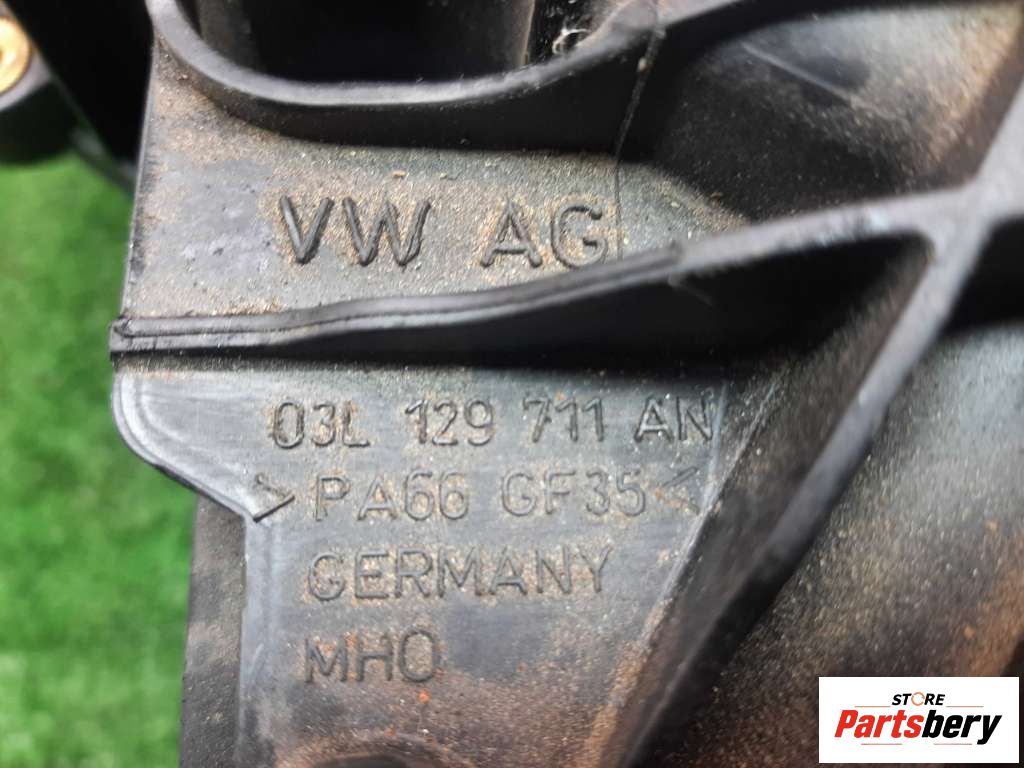 VW AG
03L 129 711 AN
>PA66 GF35<
GERMANY
MHO
STORE
Partsbery